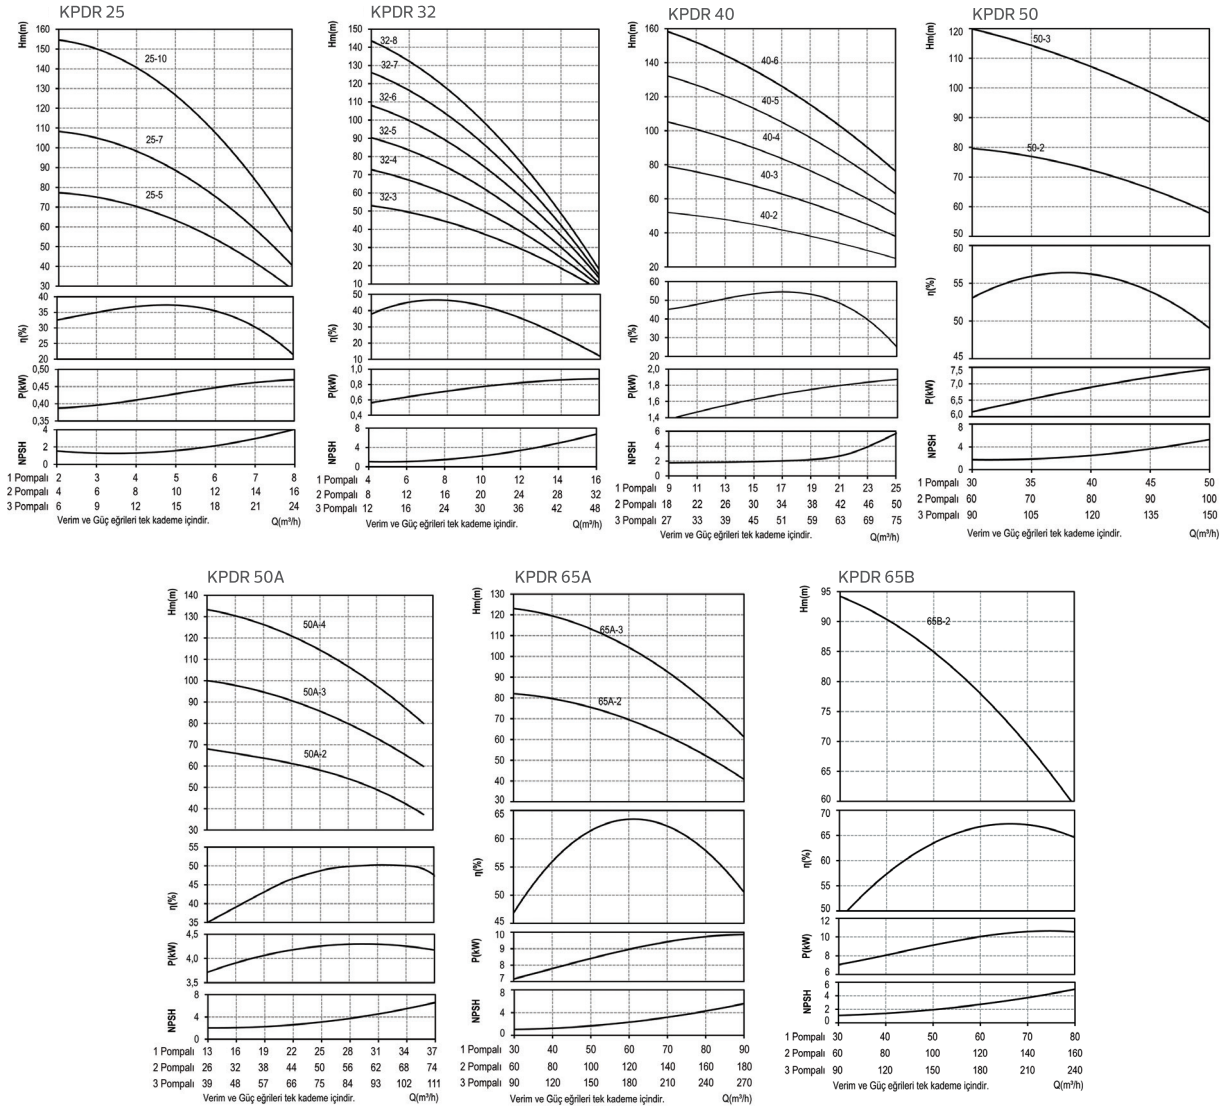 KPDR 25
Hm(m)
160
150
140
130
120
110
100
90
80
70
60
50
40
30
25-10
25-7
25-5
η(%)
40
35
30
25
20
P(kW)
0,50
0,45
0,40
0,35
NPSH
4
2
0
1 Pompalı 2 3 4 5 6 7 8
2 Pompalı 4 6 8 10 12 14 16
3 Pompalı 6 9 12 15 18 21 24
Verim ve Güç eğrileri tek kademe içindir. Q(m³/h)
KPDR 32
Hm(m)
150
140
130
120
110
100
90
80
70
60
50
40
30
20
10
32-8
32-7
32-6
32-5
32-4
32-3
η(%)
50
40
30
20
10
P(kW)
1,0
0,8
0,6
0,4
NPSH
8
4
0
4 6 8 10 12 14 16
8 12 16 20 24 28 32
12 16 24 30 36 42 48
Verim ve Güç eğrileri tek kademe içindir. Q(m³/h)
KPDR 40
Hm(m)
160
140
120
100
80
60
40
20
40-6
40-5
40-4
40-3
40-2
η(%)
60
50
40
30
20
P(kW)
2,0
1,8
1,6
1,4
NPSH
6
4
2
0
1 Pompalı 9 11 13 15 17 19 21 23 25
2 Pompalı 18 22 26 30 34 38 42 46 50
3 Pompalı 27 33 39 45 51 59 63 69 75
Verim ve Güç eğrileri tek kademe içindir. Q(m³/h)
KPDR 50
Hm(m)
120
110
100
90
80
70
60
50
50-3
50-2
η(%)
60
55
50
45
P(kW)
7,5
7,0
6,5
6,0
NPSH
8
4
0
1 Pompalı 30 35 40 45 50
2 Pompalı 60 70 80 90 100
3 Pompalı 90 105 120 135 150
Verim ve Güç eğrileri tek kademe içindir. Q(m³/h)
KPDR 50A
Hm(m)
140
130
120
110
100
90
80
70
60
50
40
30
50A-4
50A-3
50A-2
η(%)
55
50
45
40
35
P(kW)
4,5
4,0
3,5
NPSH
8
4
0
1 Pompalı 13 16 19 22 25 28 31 34 37
2 Pompalı 26 32 38 44 50 56 62 68 74
3 Pompalı 39 48 57 66 75 84 93 102 111
Verim ve Güç eğrileri tek kademe içindir. Q(m³/h)
KPDR 65A
Hm(m)
130
120
110
100
90
80
70
60
50
40
30
65A-3
65A-2
η(%)
65
60
55
50
45
P(kW)
10
9
8
7
NPSH
8
4
0
1 Pompalı 30 40 50 60 70 80 90
2 Pompalı 60 80 100 120 140 160 180
3 Pompalı 90 120 150 180 210 240 270
Verim ve Güç eğrileri tek kademe içindir. Q(m³/h)
KPDR 65B
Hm(m)
95
90
85
80
75
70
65
60
65B-2
η(%)
70
65
60
55
50
P(kW)
12
10
8
6
NPSH
6
4
2
0
1 Pompalı 30 40 50 60 70 80
2 Pompalı 60 80 100 120 140 160
3 Pompalı 90 120 150 180 210 240
Verim ve Güç eğrileri tek kademe içindir. Q(m³/h)